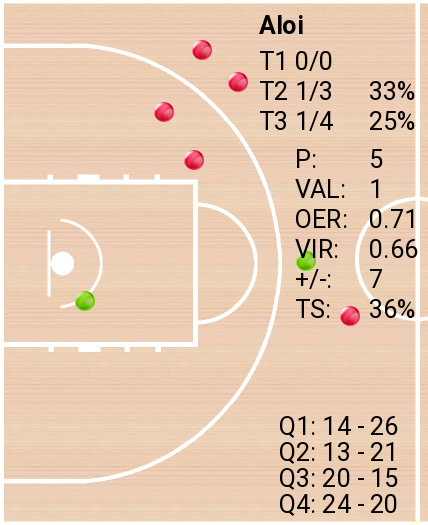 Aloi
T1 0/0
T2 1/3 33%
T3 1/4 25%
P: 5
VAL: 1
OER: 0.71
VIR: 0.66
+/-: 7
TS: 36%
Q1: 14 - 26
Q2: 13 - 21
Q3: 20 - 15
Q4: 24 - 20